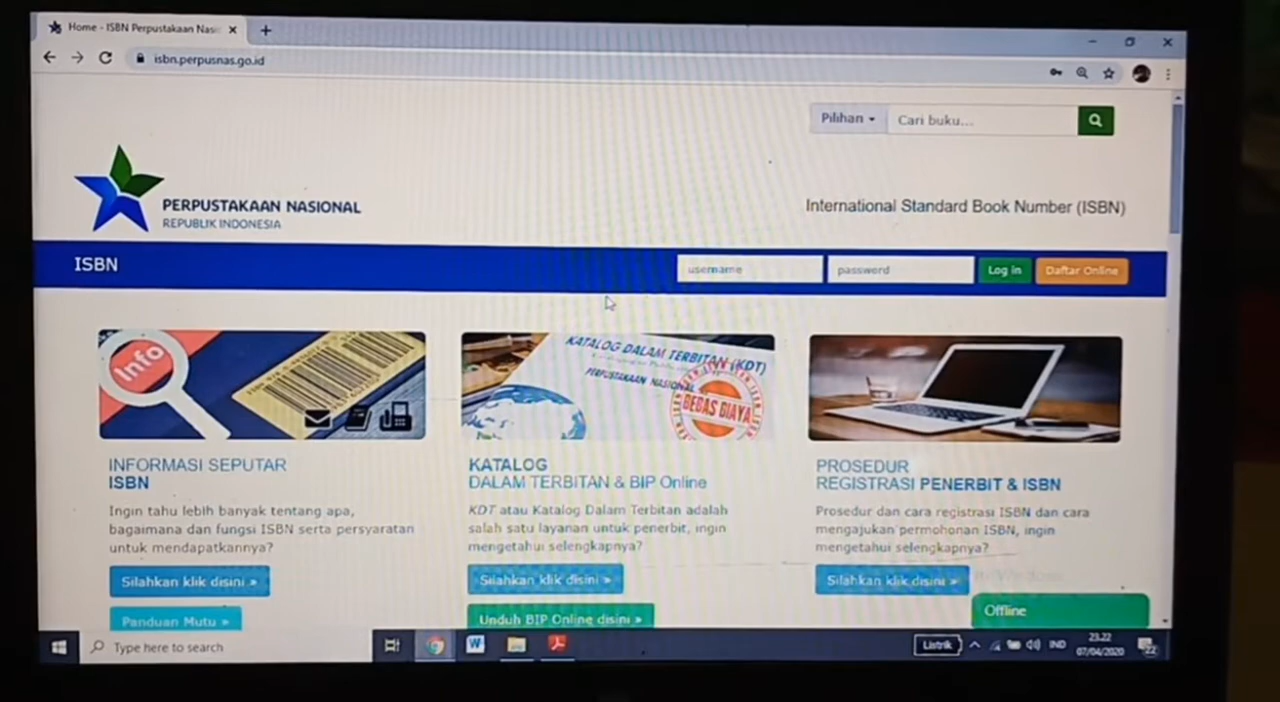 Home - ISBN Perpustakaan Nasi
isbn.perpusnas.go.id
Pilihan
Cari buku...
PERPUSTAKAAN NASIONAL
REPUBLIK INDONESIA
International Standard Book Number (ISBN)
ISBN
username
password
Log in
Daftar Online
Info
KATALOG DALAM TERBITAN (KDT)
PERPUSTAKAAN NASIONAL
BEBAS BIAYA
INFORMASI SEPUTAR
ISBN
Ingin tahu lebih banyak tentang apa,
bagaimana dan fungsi ISBN serta persyaratan
untuk mendapatkannya?
Silahkan klik disini »
Panduan Mutu »
KATALOG
DALAM TERBITAN & BIP Online
KDT atau Katalog Dalam Terbitan adalah
salah satu layanan untuk penerbit, ingin
mengetahui selengkapnya?
Silahkan klik disini »
Unduh BIP Online disini »
PROSEDUR
REGISTRASI PENERBIT & ISBN
Prosedur dan cara registrasi ISBN dan cara
mengajukan permohonan ISBN, ingin
mengetahui selengkapnya?
Silahkan klik disini »
Offline
Type here to search
Listrik
IND
23.22
07/04/2020
22